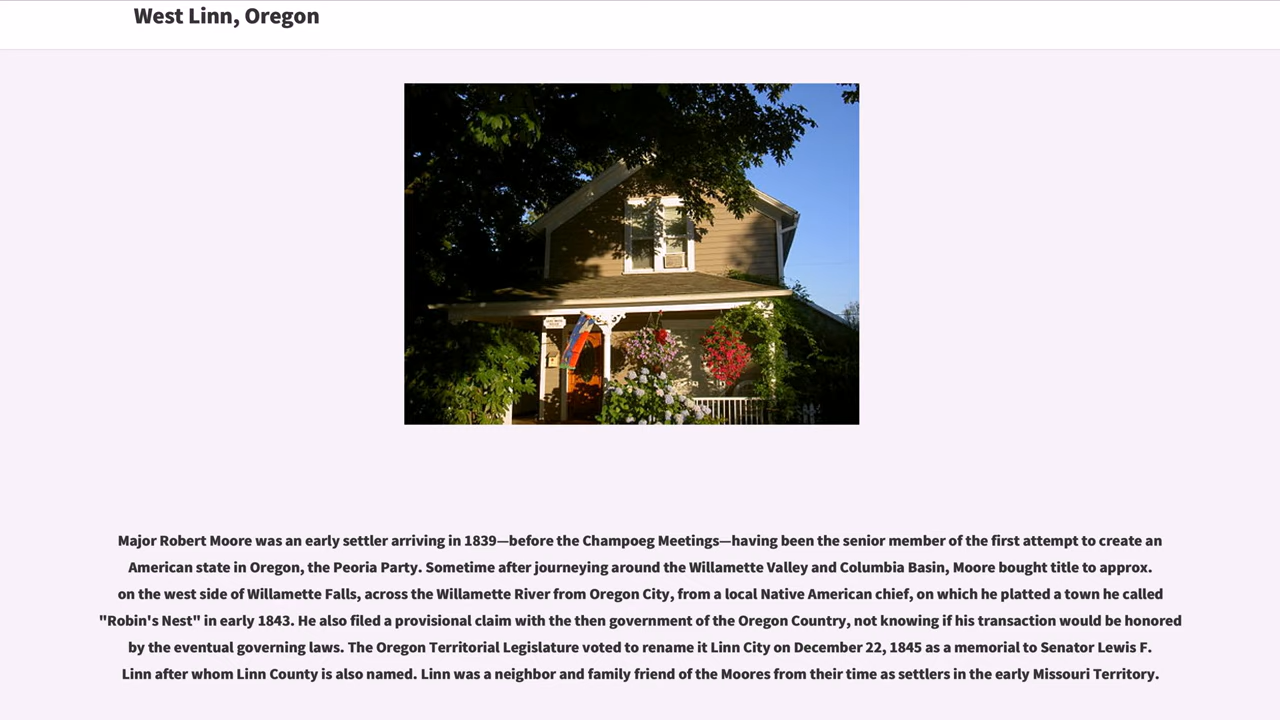 West Linn, Oregon
Major Robert Moore was an early settler arriving in 1839—before the Champoeg Meetings—having been the senior member of the first attempt to create an
American state in Oregon, the Peoria Party. Sometime after journeying around the Willamette Valley and Columbia Basin, Moore bought title to approx.
on the west side of Willamette Falls, across the Willamette River from Oregon City, from a local Native American chief, on which he platted a town he called
"Robin's Nest" in early 1843. He also filed a provisional claim with the then government of the Oregon Country, not knowing if his transaction would be honored
by the eventual governing laws. The Oregon Territorial Legislature voted to rename it Linn City on December 22, 1845 as a memorial to Senator Lewis F.
Linn after whom Linn County is also named. Linn was a neighbor and family friend of the Moores from their time as settlers in the early Missouri Territory.